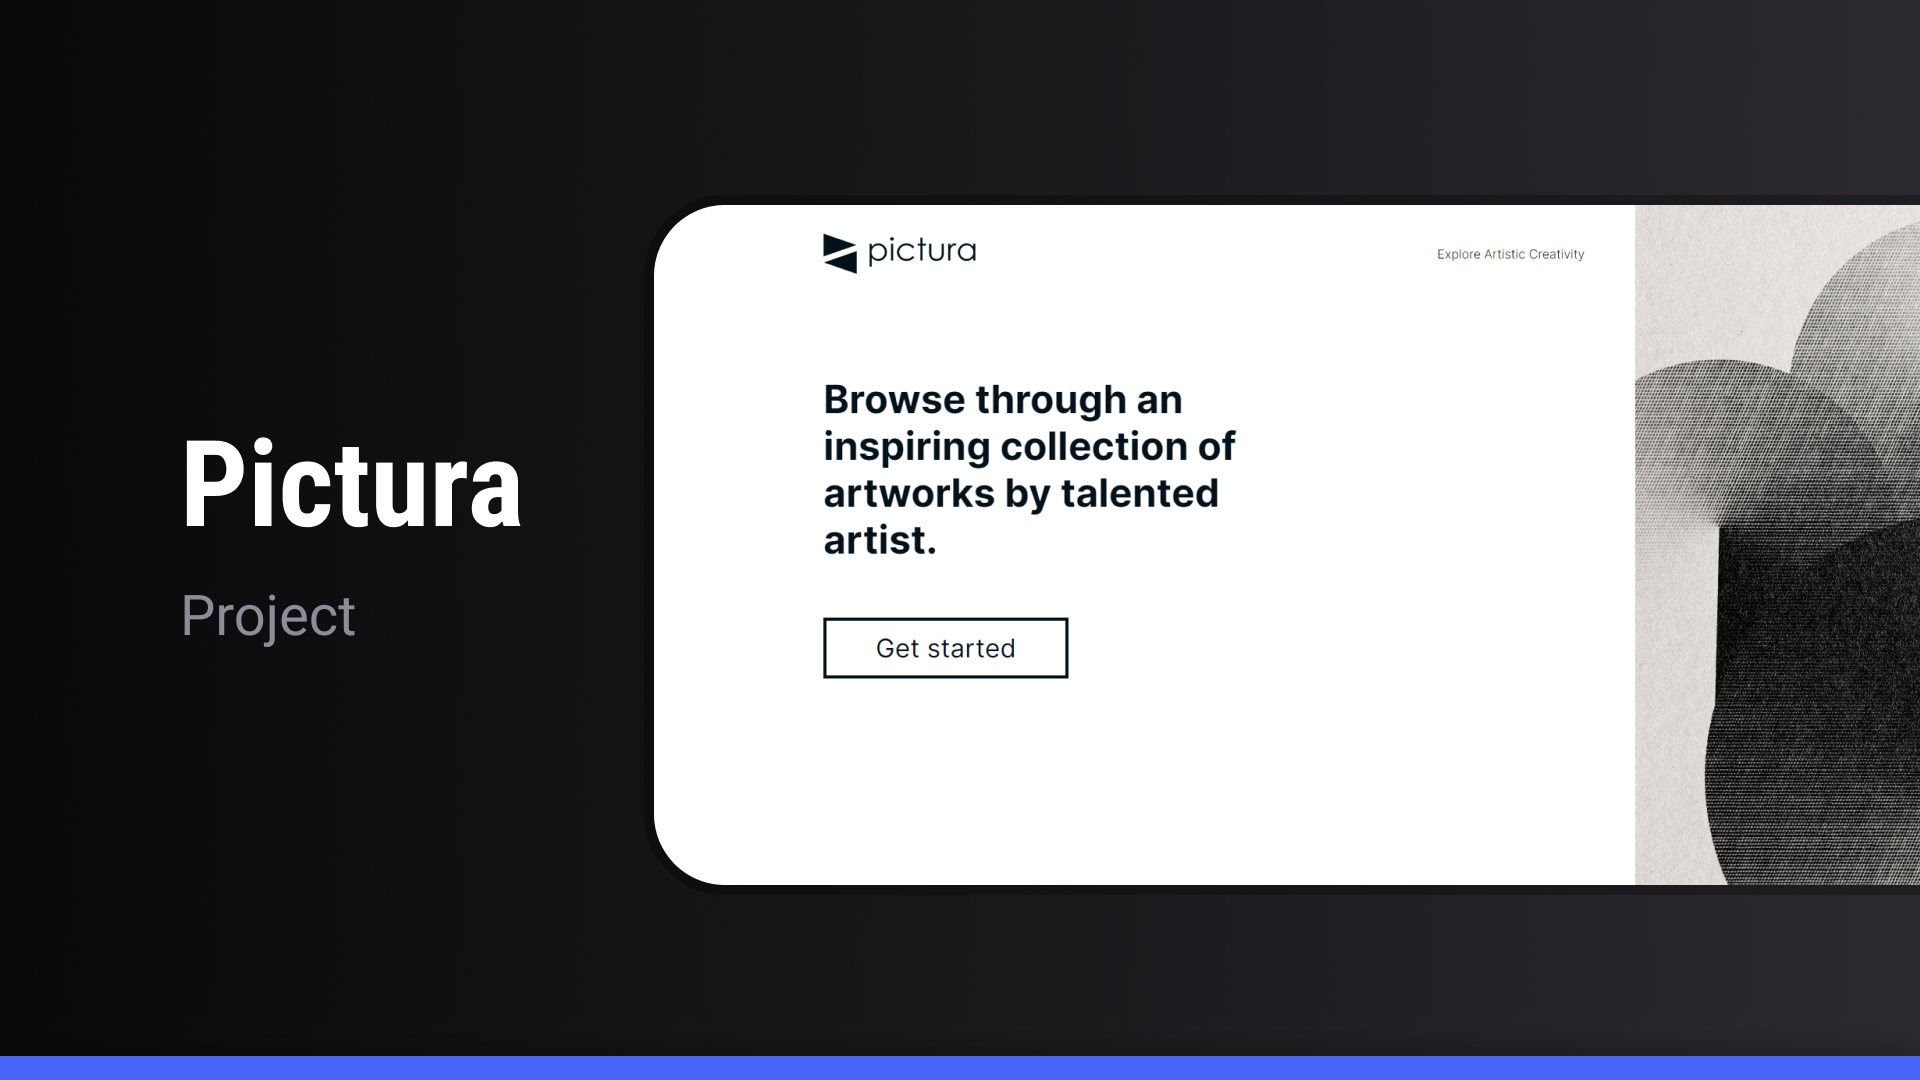 Pictura
Project
pictura
Explore Artistic Creativity
Browse through an
inspiring collection of
artworks by talented
artist.
Get started